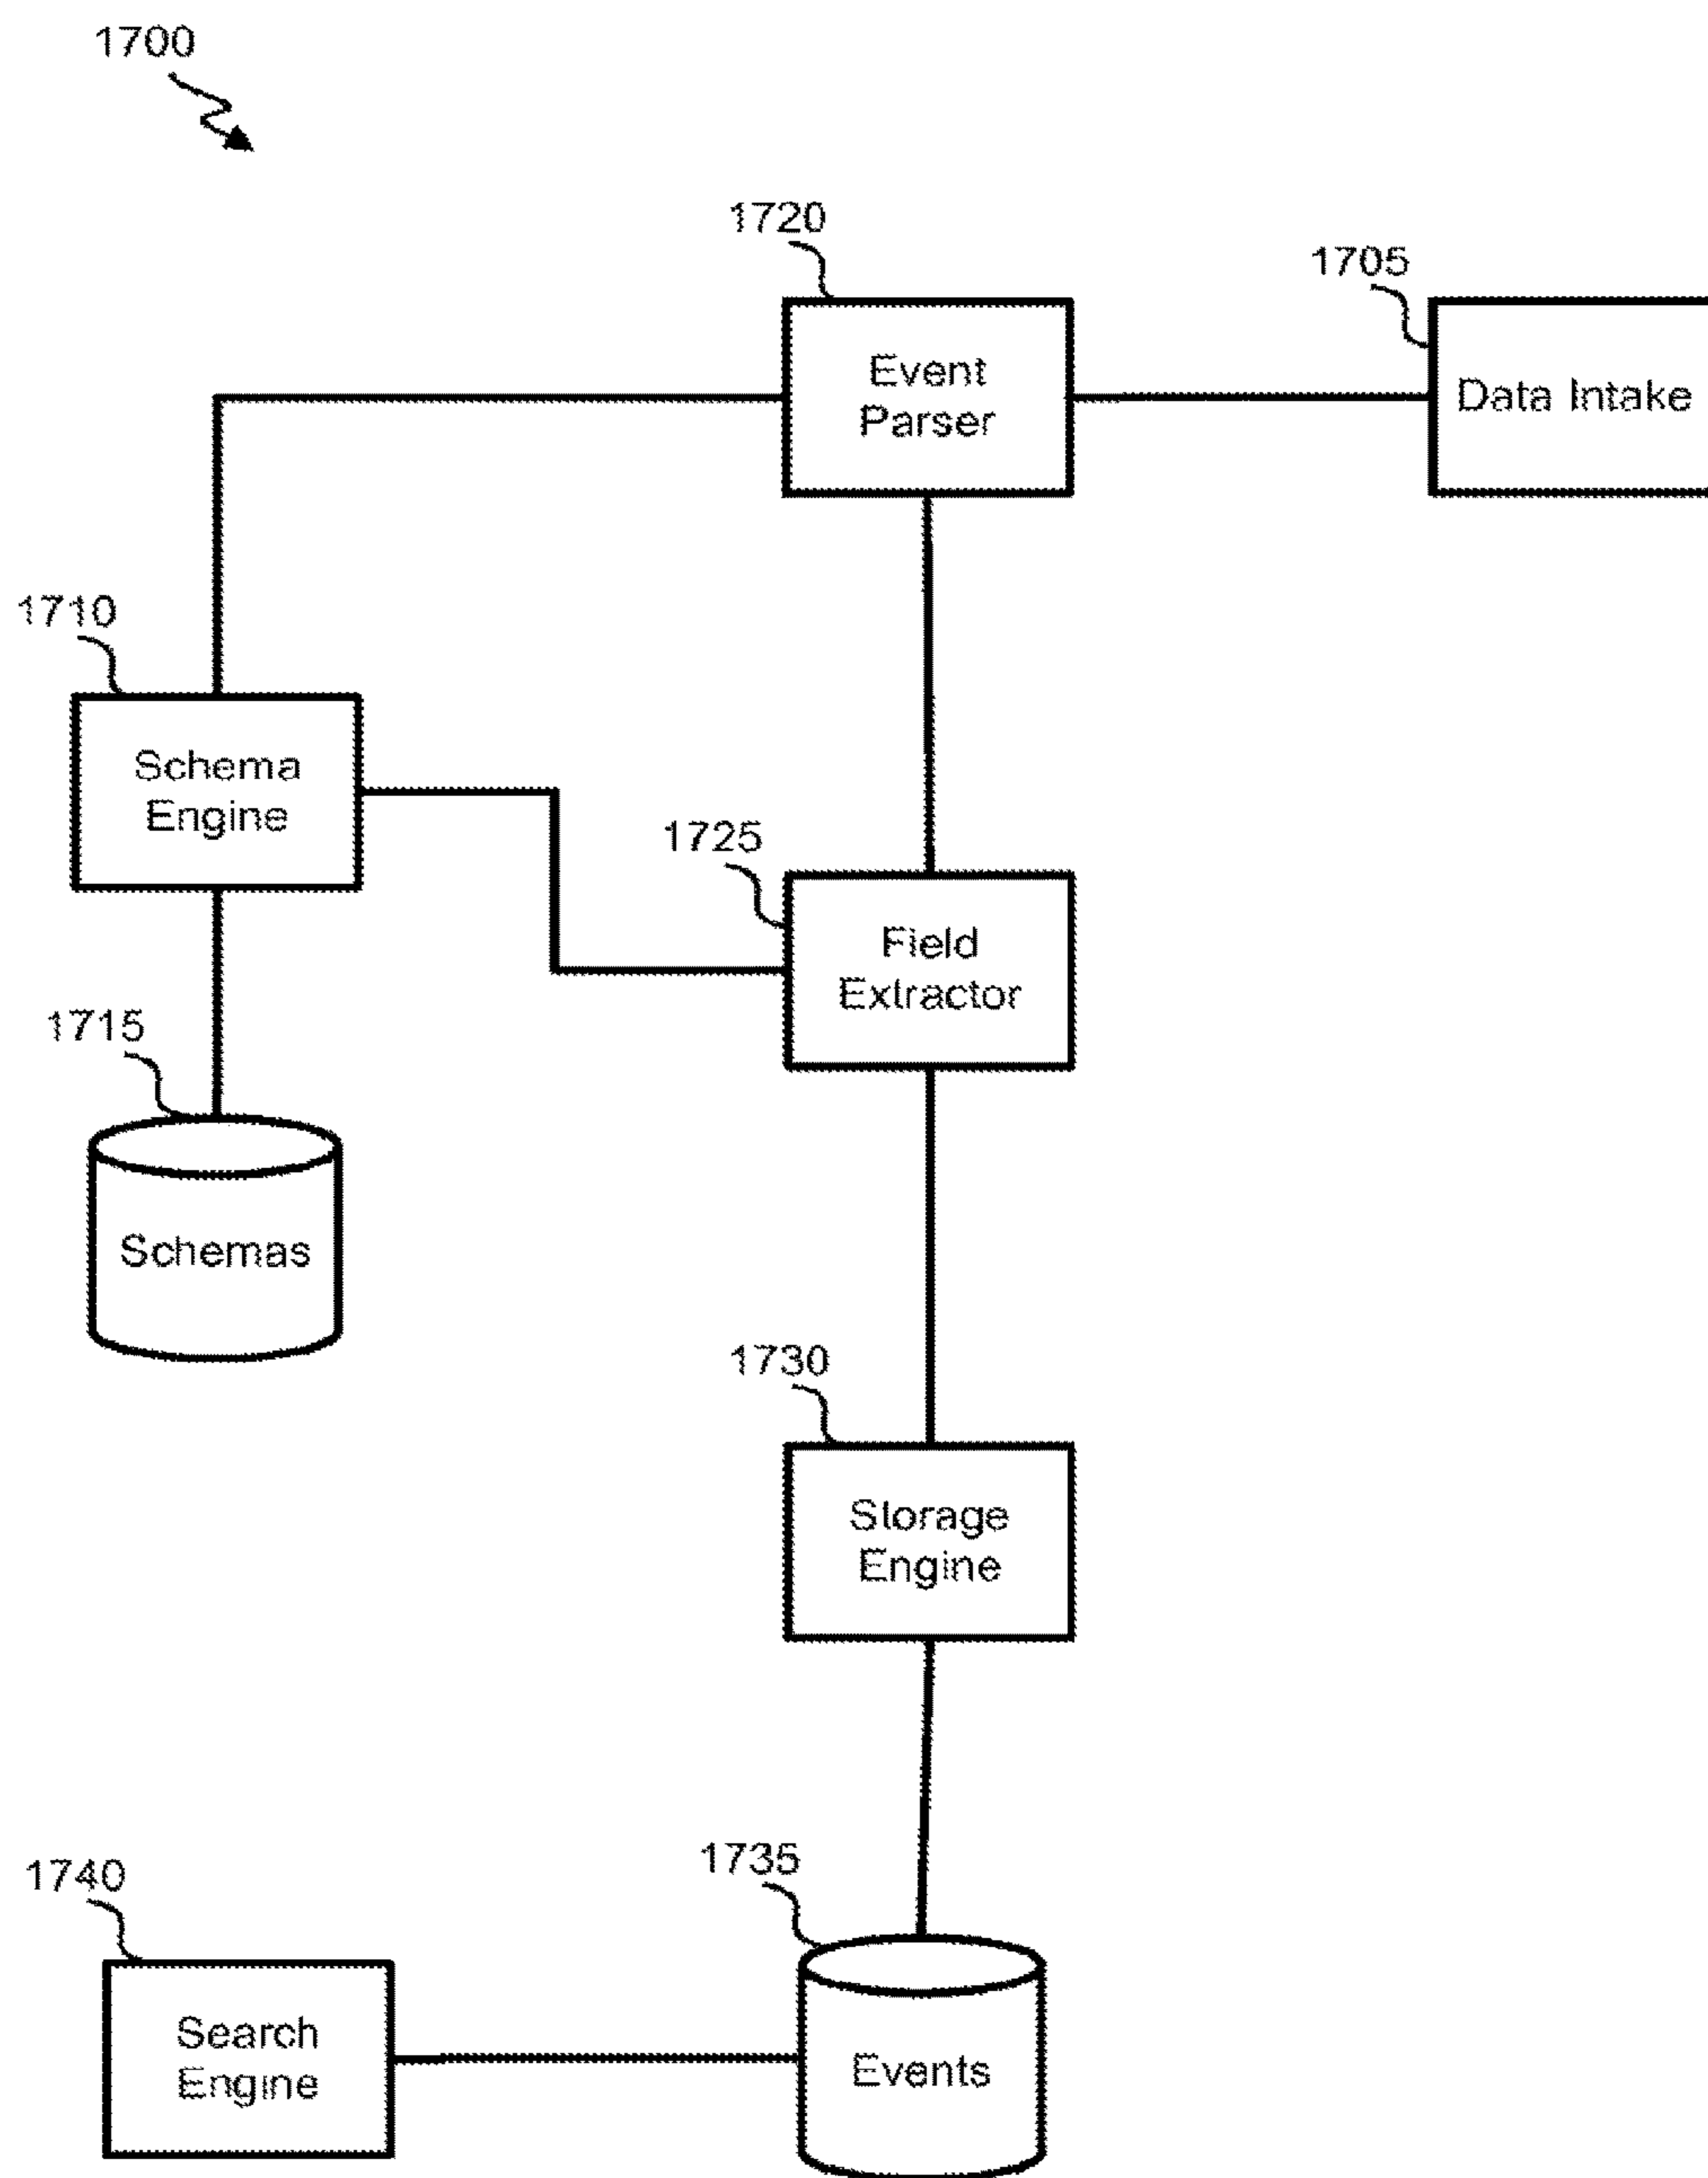 1700
1720
1705
Event
Parser
Data Intake
1710
Schema
Engine
1725
Field
Extractor
1715
Schemas
1730
Storage
Engine
1735
1740
Search
Engine
Events